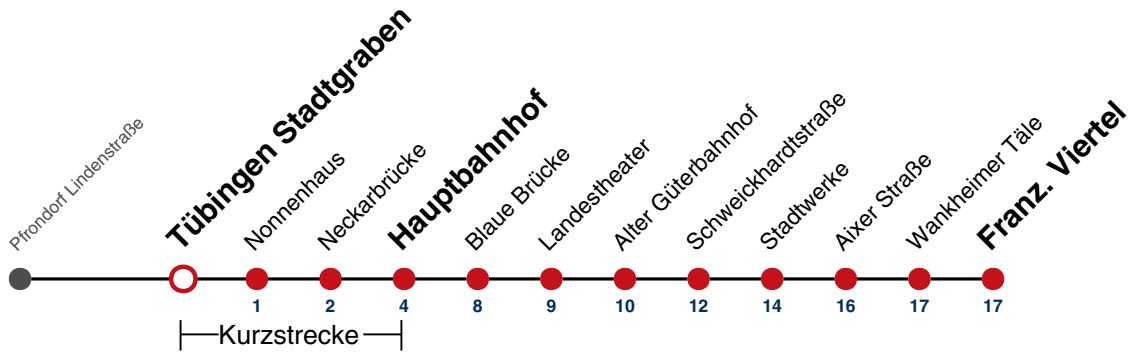 Pfrondorf Lindenstraße
Tübingen Stadtgraben
Nonnenhaus
Neckarbrücke
Hauptbahnhof
Blaue Brücke
Landestheater
Alter Güterbahnhof
Schweickhardtstraße
Stadtwerke
Aixer Straße
Wankheimer Täle
Franz. Viertel
1 2 4 8 9 10 12 14 16 17 17
Kurzstrecke